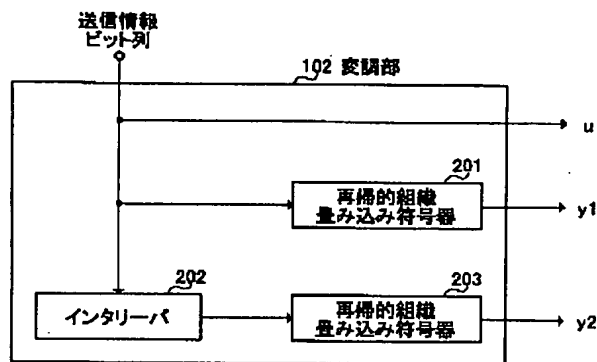 送信情報
ビット列
102 変調部
u
201
再帰的組織
畳み込み符号器
y1
202
インタリーバ
203
再帰的組織
畳み込み符号器
y2